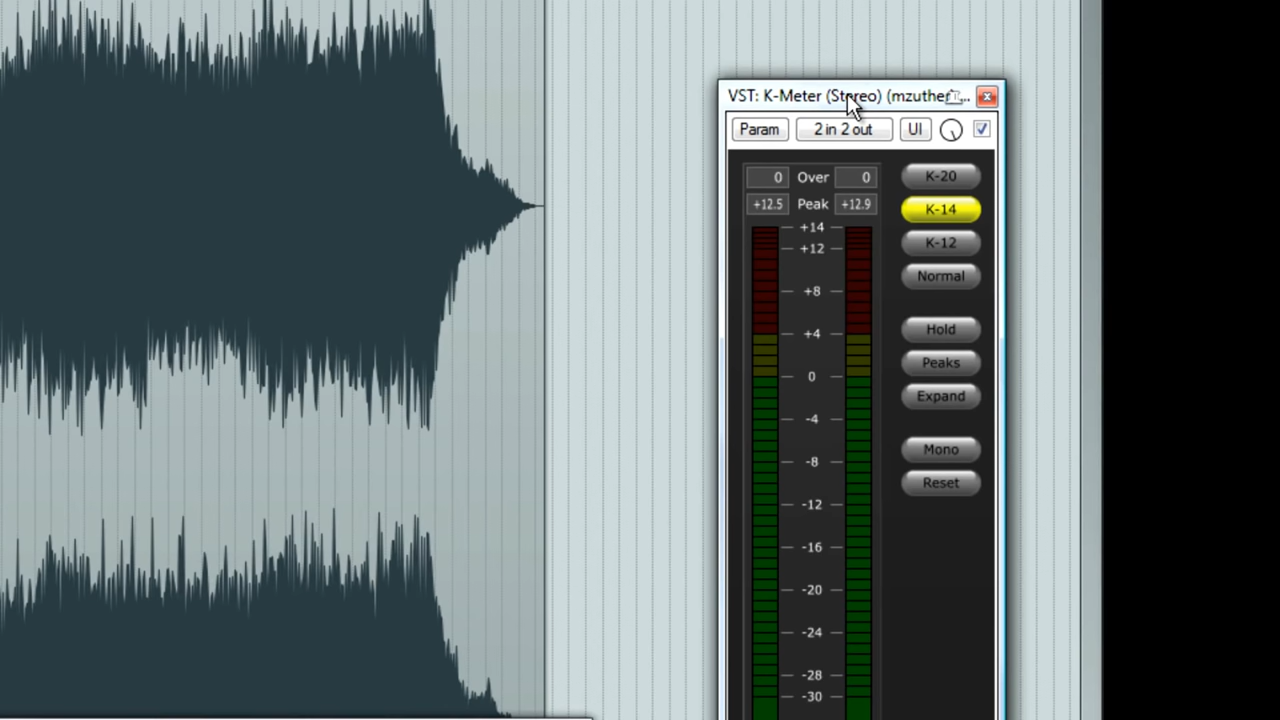 VST: K-Meter (Stereo) (mzuther...
Param 2 in 2 out UI
0 Over 0
+12.5 Peak +12.9
+14
+12
+8
+4
0
-4
-8
-12
-16
-20
-24
-28
-30
K-20
K-14
K-12
Normal
Hold
Peaks
Expand
Mono
Reset